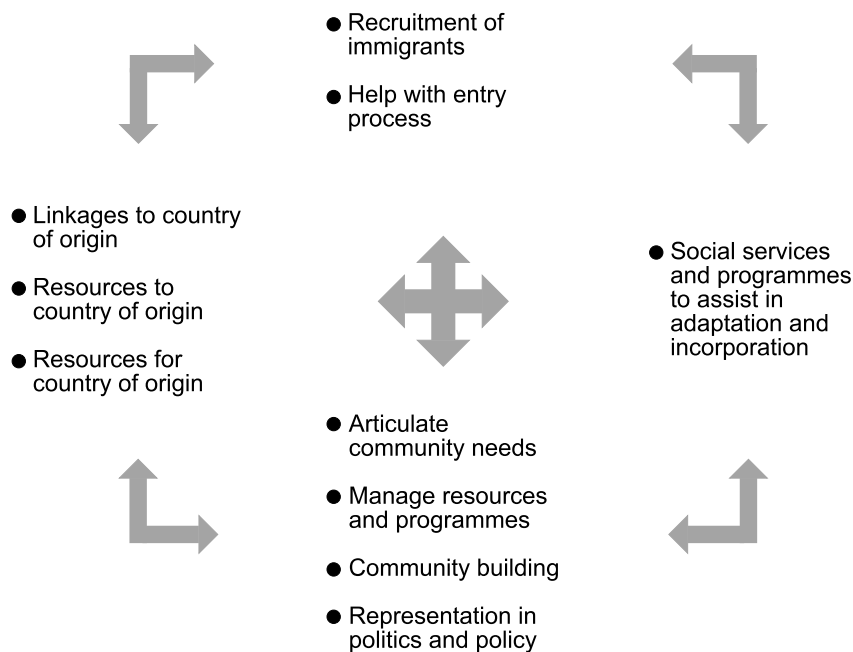 ● Recruitment of
immigrants
● Help with entry
process
● Linkages to country
of origin
● Resources to
country of origin
● Resources for
country of origin
● Social services
and programmes
to assist in
adaptation and
incorporation
● Articulate
community needs
● Manage resources
and programmes
● Community building
● Representation in
politics and policy